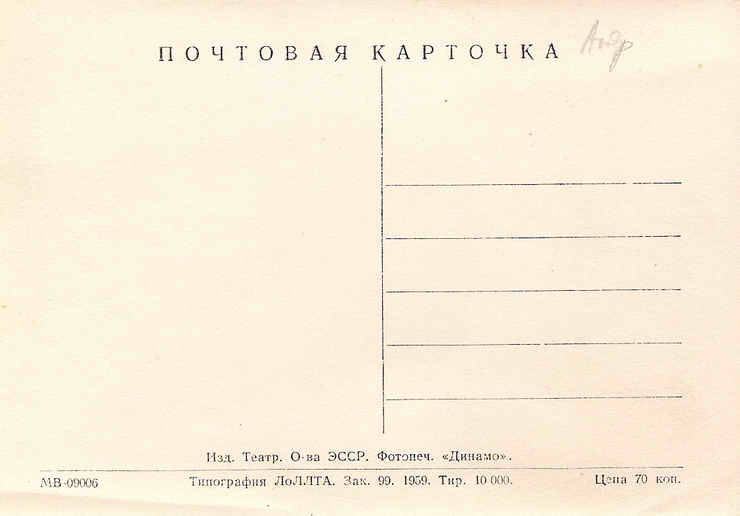 ПОЧТОВАЯ КАРТОЧКА
Изд. Театр. О-ва ЭССР. Фотопеч. «Динамо».
МВ-09006 Типография ЛоЛЛТА. Зак. 99. 1959. Тир. 10 000. Цена 70 коп.